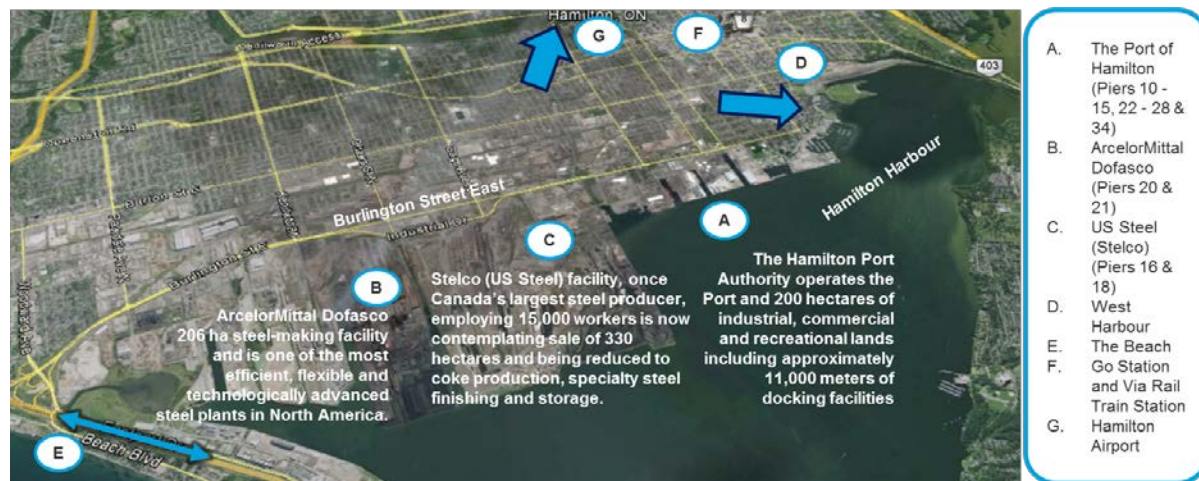 Hamilton, ON
G
F
8
D
403
Burlington Street East
Industrial Dr
Burlington St E
Hamilton Harbour
A
C
B
ArcelorMittal Dofasco
206 ha steel-making facility
and is one of the most
efficient, flexible and
technologically advanced
steel plants in North America.
Stelco (US Steel) facility, once
Canada's largest steel producer,
employing 15,000 workers is now
contemplating sale of 330
hectares and being reduced to
coke production, specialty steel
finishing and storage.
The Hamilton Port
Authority operates the
Port and 200 hectares of
industrial, commercial
and recreational lands
including approximately
11,000 meters of
docking facilities
E
Beach Blvd
A. The Port of
Hamilton
(Piers 10 -
15, 22 - 28 &
34)
B. ArcelorMittal
Dofasco
(Piers 20 &
21)
C. US Steel
(Stelco)
(Piers 16 &
18)
D. West
Harbour
E. The Beach
F. Go Station
and Via Rail
Train Station
G. Hamilton
Airport